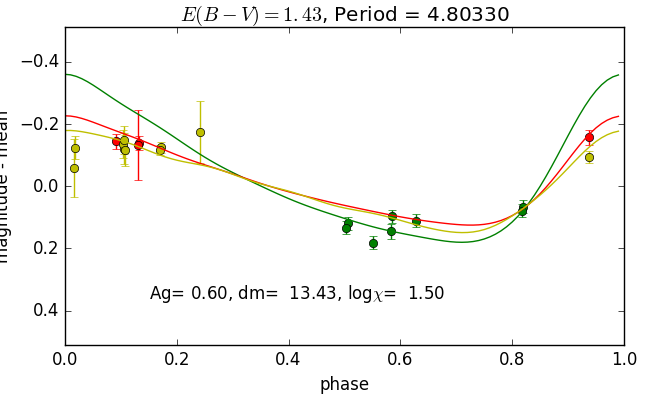 E(B − V) = 1.43, Period = 4.80330
−0.4
−0.2
0.0
0.2
0.4
magnitude - mean
0.0 0.2 0.4 0.6 0.8 1.0
phase
Ag= 0.60, dm= 13.43, logχ= 1.50